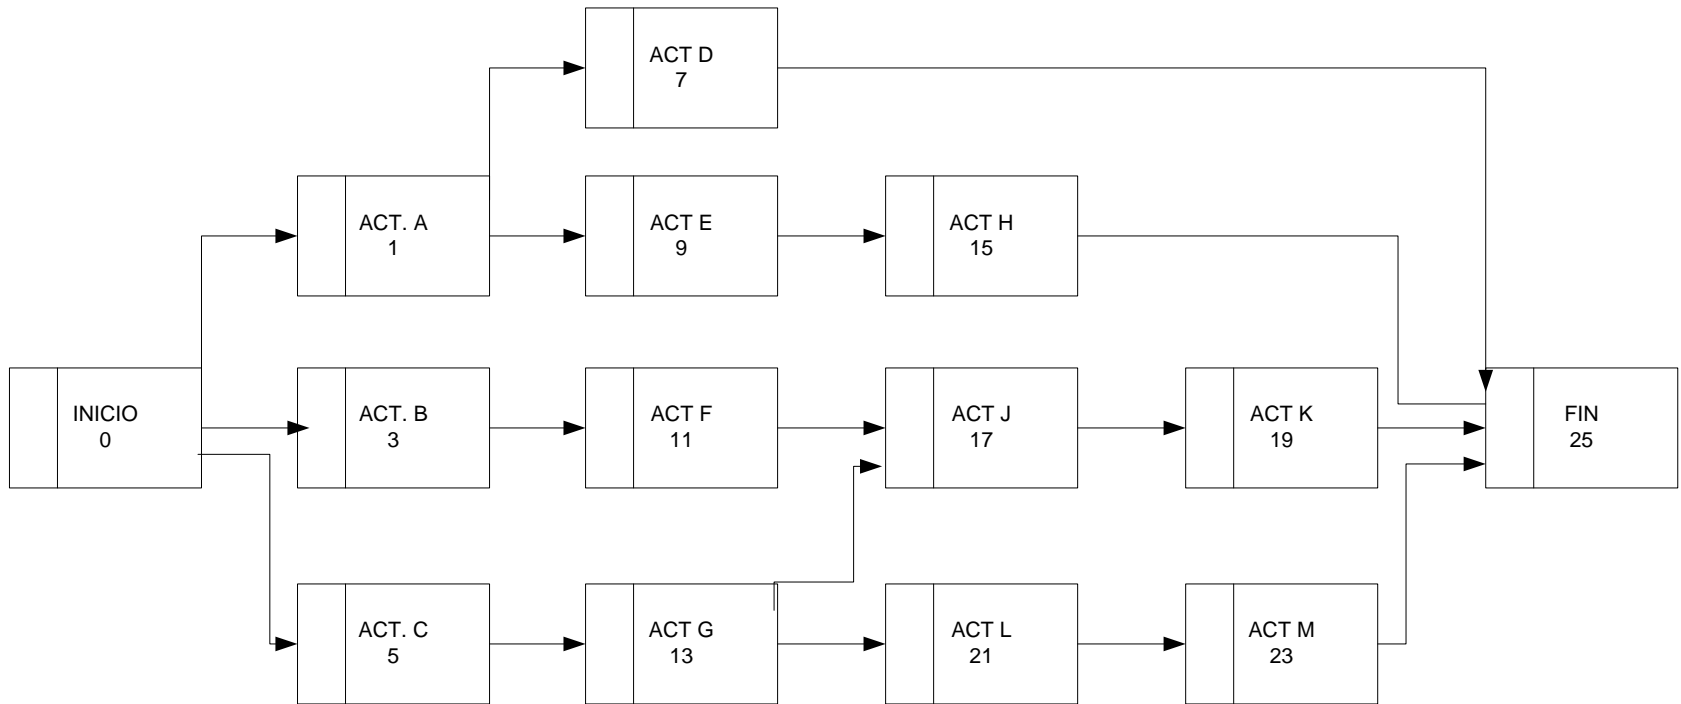 ACT D
7
ACT. A
1
ACT E
9
ACT H
15
INICIO
0
ACT. B
3
ACT F
11
ACT J
17
ACT K
19
FIN
25
ACT. C
5
ACT G
13
ACT L
21
ACT M
23